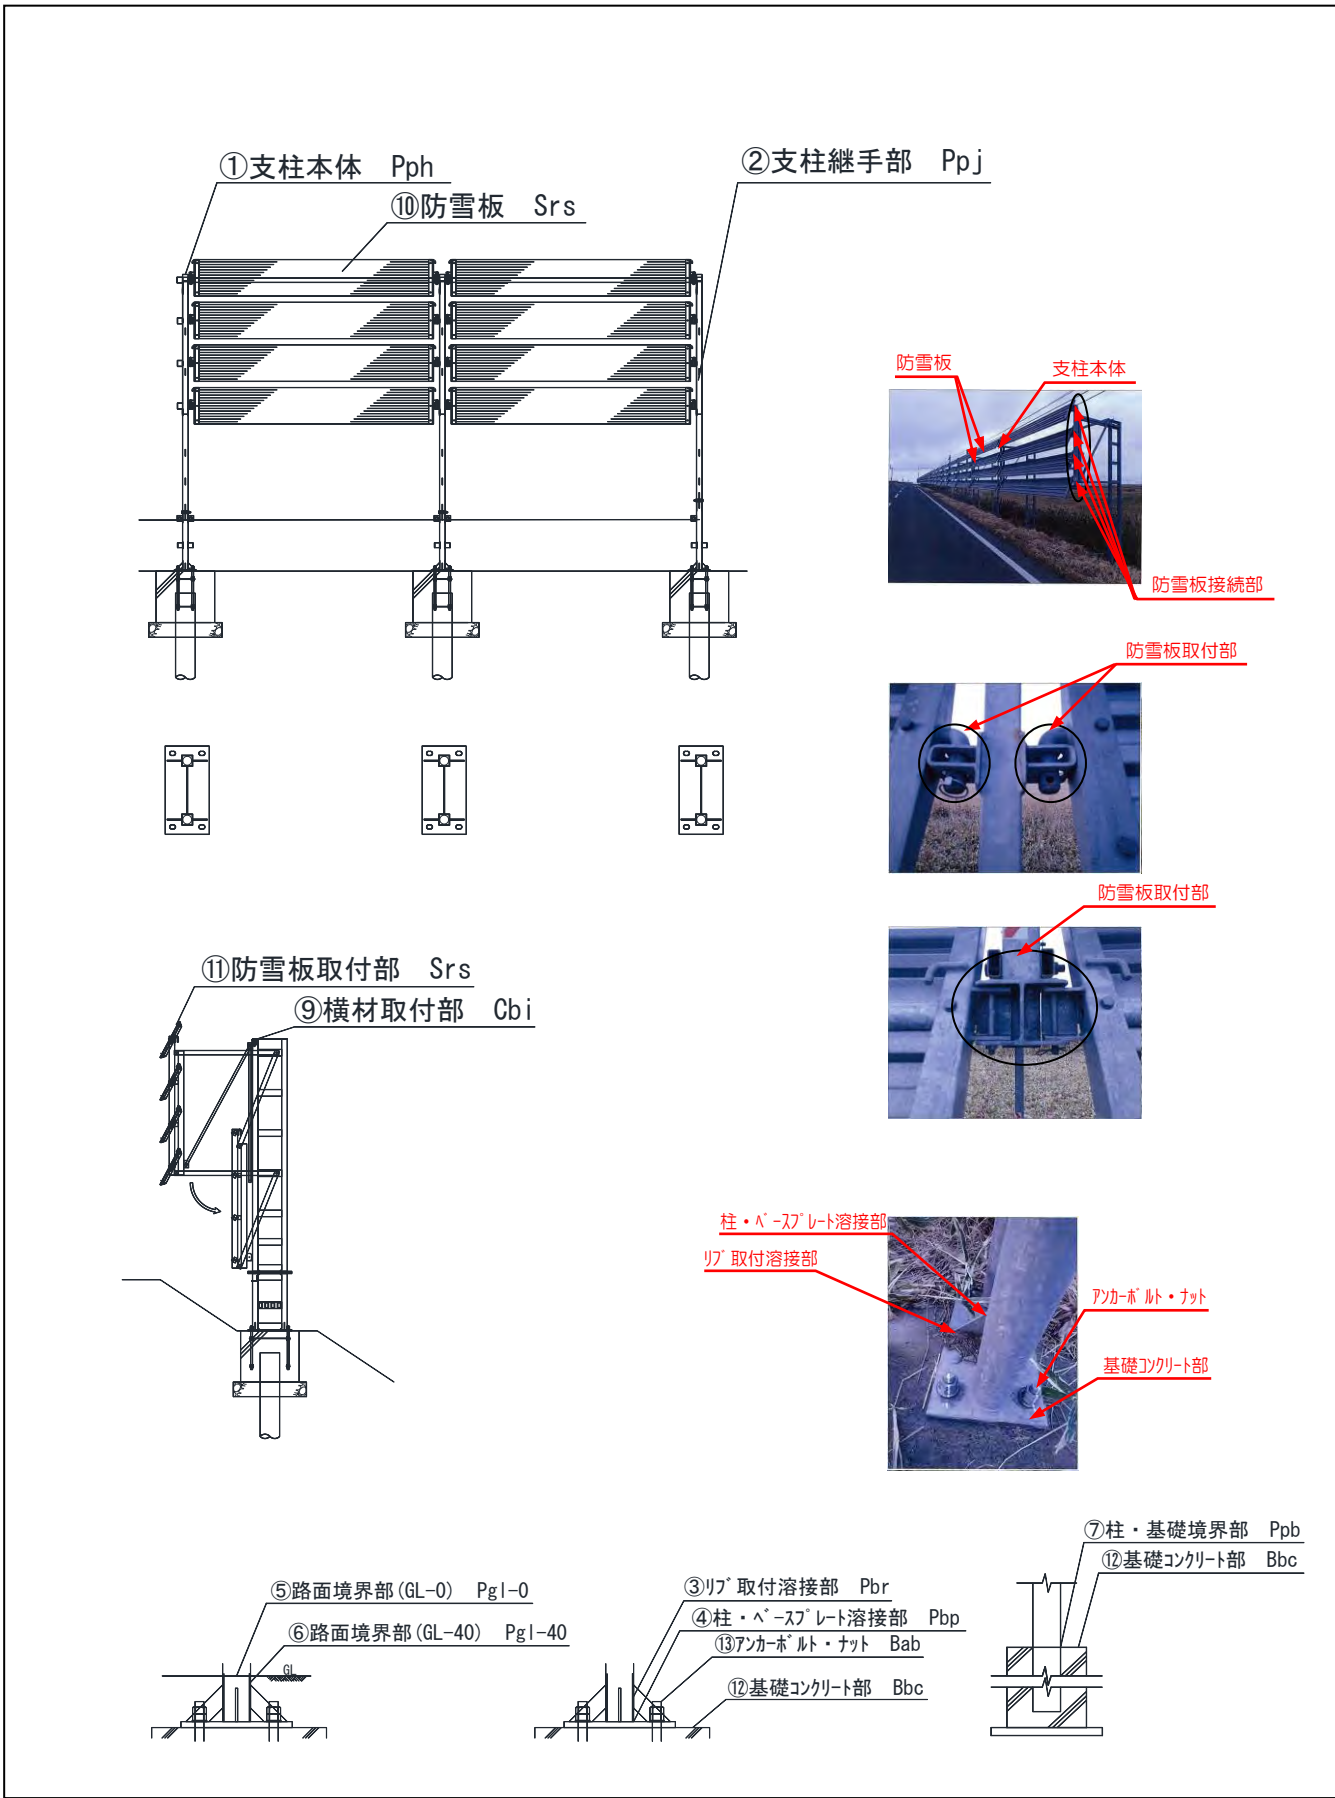 ①支柱本体　Pph
②支柱継手部　Ppj
⑩防雪板　Srs
防雪板
支柱本体
防雪板接続部
防雪板取付部
防雪板取付部
⑪防雪板取付部　Srs
⑨横材取付部　Cbi
柱・ﾍﾞｰｽﾌﾟﾚｰﾄ溶接部
ﾘﾌﾞ取付溶接部
ｱﾝｶｰﾎﾞﾙﾄ・ﾅｯﾄ
基礎ｺﾝｸﾘｰﾄ部
⑤路面境界部(GL-0)　Pgl-0
⑥路面境界部(GL-40)　Pgl-40
GL
③ﾘﾌﾞ取付溶接部　Pbr
④柱・ﾍﾞｰｽﾌﾟﾚｰﾄ溶接部　Pbp
⑬ｱﾝｶｰﾎﾞﾙﾄ・ﾅｯﾄ　Bab
⑫基礎ｺﾝｸﾘｰﾄ部　Bbc
⑦柱・基礎境界部　Ppb
⑫基礎ｺﾝｸﾘｰﾄ部　Bbc